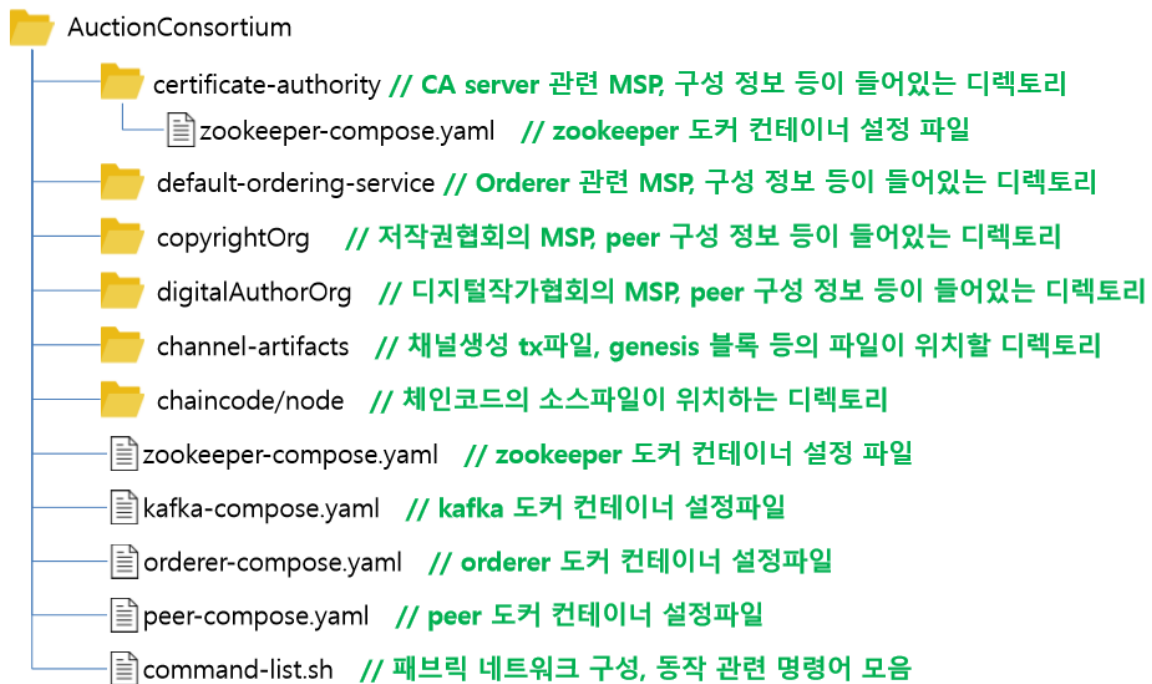 AuctionConsortium
certificate-authority // CA server 관련 MSP, 구성 정보 등이 들어있는 디렉토리
zookeeper-compose.yaml // zookeeper 도커 컨테이너 설정 파일
default-ordering-service // Orderer 관련 MSP, 구성 정보 등이 들어있는 디렉토리
copyrightOrg // 저작권협회의 MSP, peer 구성 정보 등이 들어있는 디렉토리
digitalAuthorOrg // 디지털작가협회의 MSP, peer 구성 정보 등이 들어있는 디렉토리
channel-artifacts // 채널생성 tx파일, genesis 블록 등의 파일이 위치할 디렉토리
chaincode/node // 체인코드의 소스파일이 위치하는 디렉토리
zookeeper-compose.yaml // zookeeper 도커 컨테이너 설정 파일
kafka-compose.yaml // kafka 도커 컨테이너 설정파일
orderer-compose.yaml // orderer 도커 컨테이너 설정파일
peer-compose.yaml // peer 도커 컨테이너 설정파일
command-list.sh // 패브릭 네트워크 구성, 동작 관련 명령어 모음